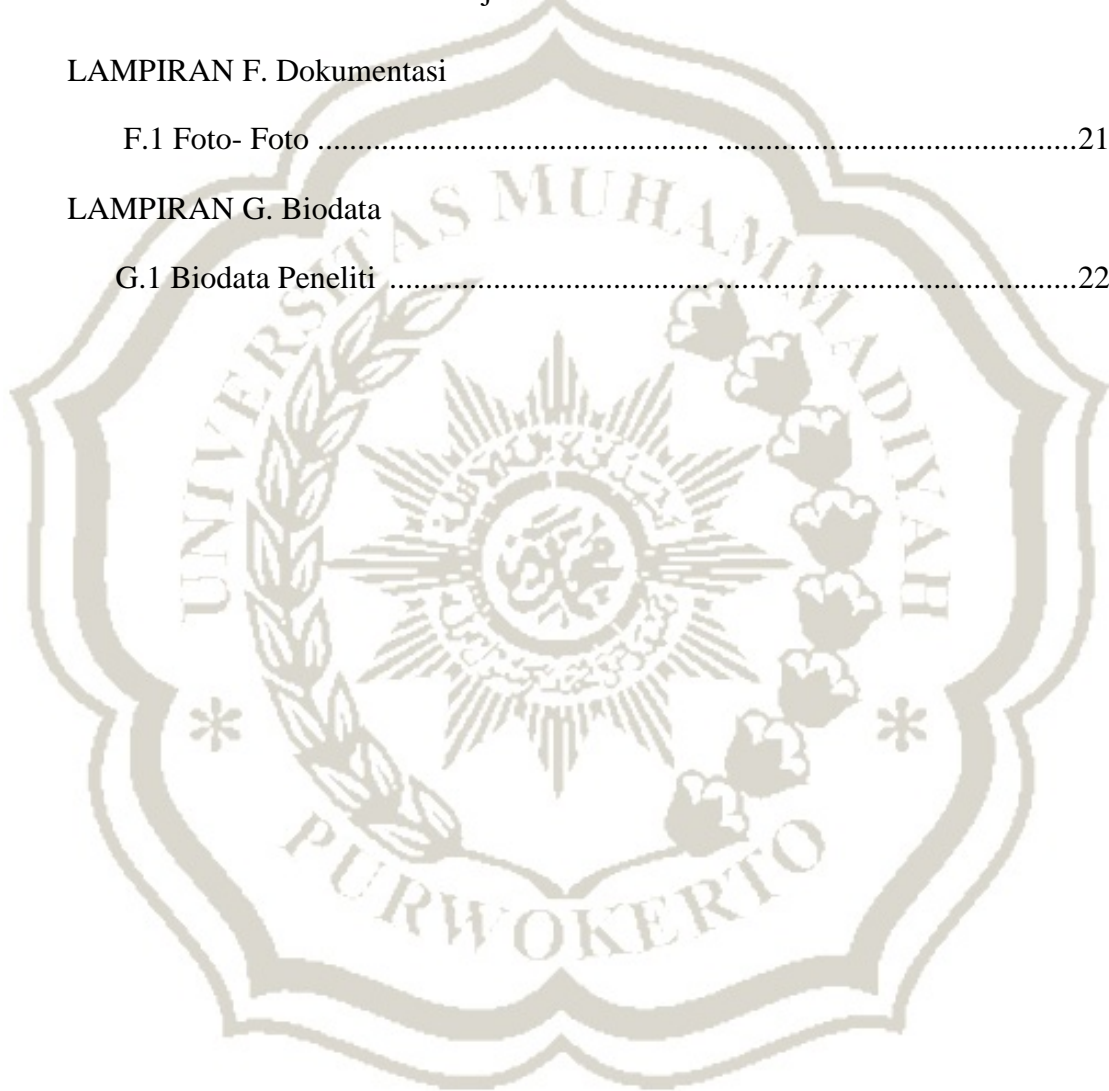 LAMPIRAN F. Dokumentasi
F.1 Foto- Foto ................................................. .............................................21
LAMPIRAN G. Biodata
G.1 Biodata Peneliti ........................................ .............................................22
UNIVERSITAS MUHAMMADIYAH
* *
PURWOKERTO